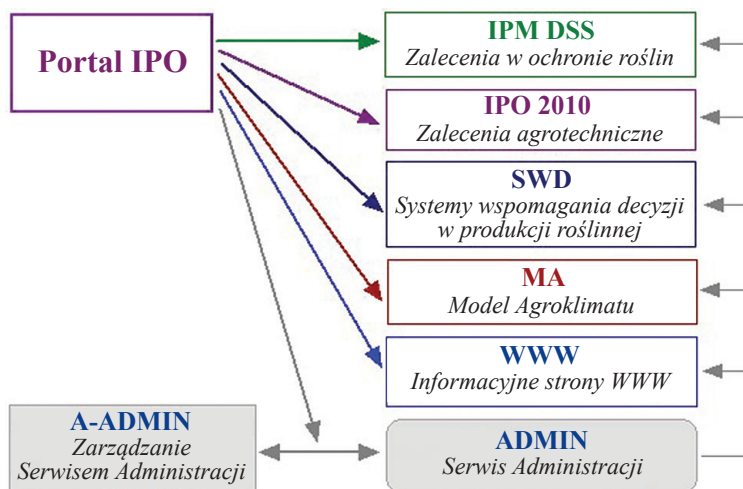 Portal IPO
IPM DSS
Zalecenia w ochronie roślin
IPO 2010
Zalecenia agrotechniczne
SWD
Systemy wspomagania decyzji
w produkcji roślinnej
MA
Model Agroklimatu
WWW
Informacyjne strony WWW
A-ADMIN
Zarządzanie
Serwisem Administracji
ADMIN
Serwis Administracji